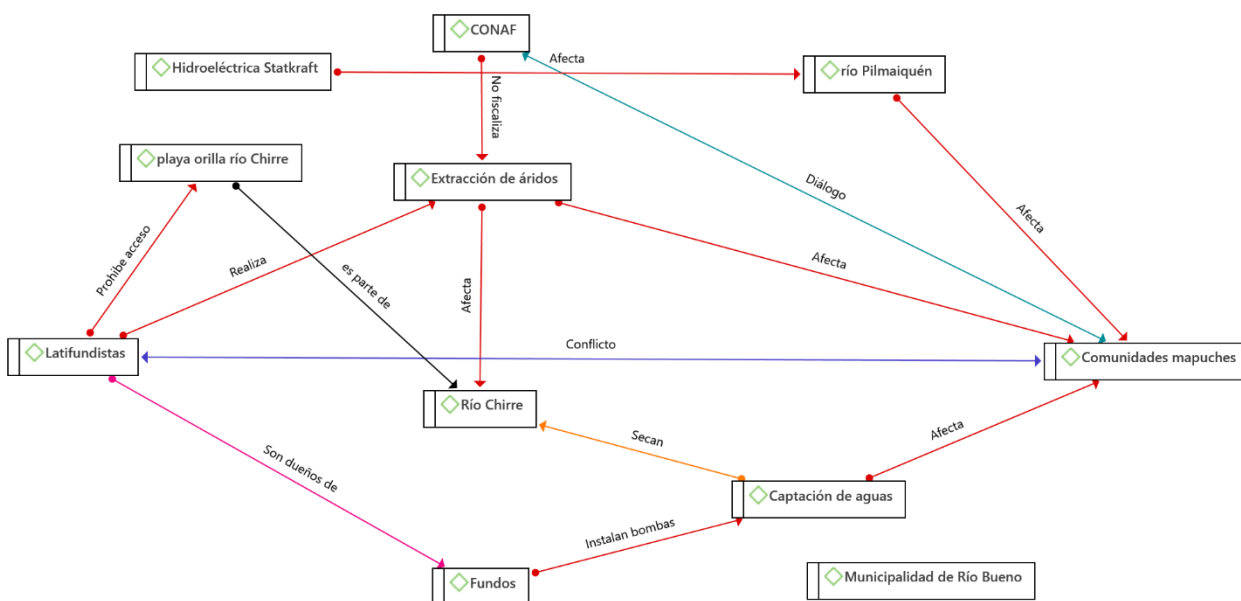 CONAF
Afecta
Hidroeléctrica Statkraft
río Pilmaiquén
No fiscaliza
playa orilla río Chirre
Extracción de áridos
Diálogo
Afecta
Prohibe acceso
Realiza
Afecta
es parte de
Afecta
Latifundistas
Conflicto
Comunidades mapuches
Río Chirre
Secan
Afecta
Son dueños de
Captación de aguas
Instalan bombas
Fundos
Municipalidad de Río Bueno